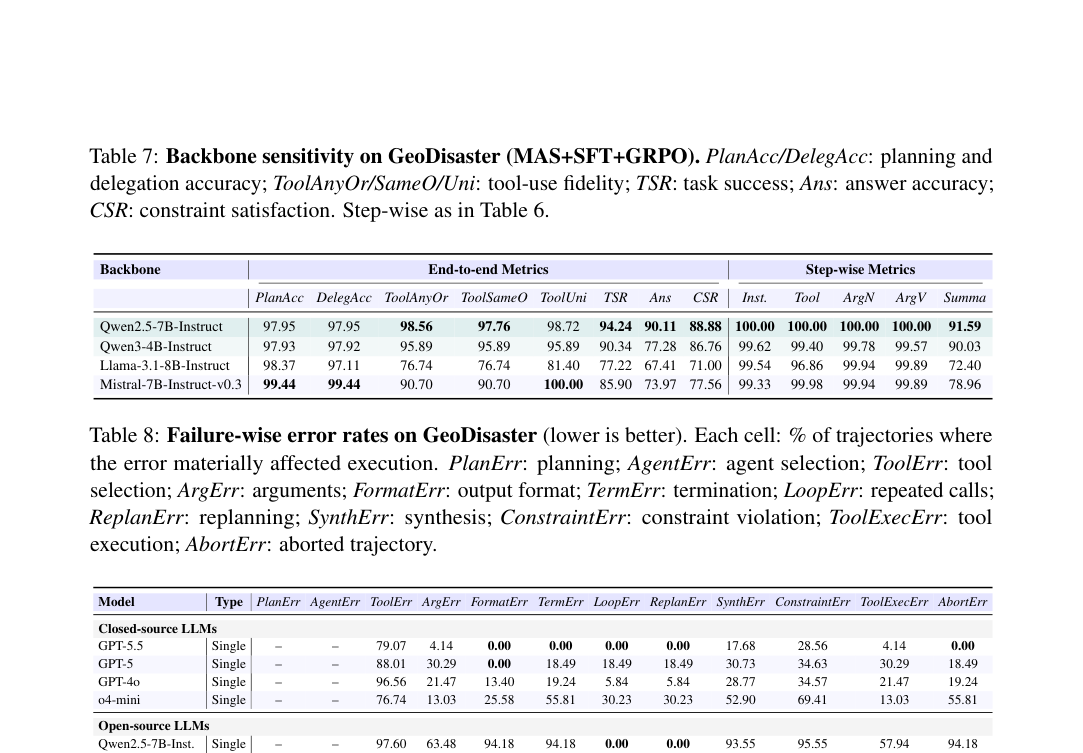 Table 7: Backbone sensitivity on GeoDisaster (MAS+SFT+GRPO). PlanAcc/DelegAcc: planning and
delegation accuracy; ToolAnyOr/SameO/Uni: tool-use fidelity; TSR: task success; Ans: answer accuracy;
CSR: constraint satisfaction. Step-wise as in Table 6.
Backbone End-to-end Metrics Step-wise Metrics
PlanAcc DelegAcc ToolAnyOr ToolSameO ToolUni TSR Ans CSR Inst. Tool ArgN ArgV Summa
Qwen2.5-7B-Instruct 97.95 97.95 98.56 97.76 98.72 94.24 90.11 88.88 100.00 100.00 100.00 100.00 91.59
Qwen3-4B-Instruct 97.93 97.92 95.89 95.89 95.89 90.34 77.28 86.76 99.62 99.40 99.78 99.57 90.03
Llama-3.1-8B-Instruct 98.37 97.11 76.74 76.74 81.40 77.22 67.41 71.00 99.54 96.86 99.94 99.89 72.40
Mistral-7B-Instruct-v0.3 99.44 99.44 90.70 90.70 100.00 85.90 73.97 77.56 99.33 99.98 99.94 99.89 78.96
Table 8: Failure-wise error rates on GeoDisaster (lower is better). Each cell: % of trajectories where
the error materially affected execution. PlanErr: planning; AgentErr: agent selection; ToolErr: tool
selection; ArgErr: arguments; FormatErr: output format; TermErr: termination; LoopErr: repeated calls;
ReplanErr: replanning; SynthErr: synthesis; ConstraintErr: constraint violation; ToolExecErr: tool
execution; AbortErr: aborted trajectory.
Model Type PlanErr AgentErr ToolErr ArgErr FormatErr TermErr LoopErr ReplanErr SynthErr ConstraintErr ToolExecErr AbortErr
Closed-source LLMs
GPT-5.5 Single – – 79.07 4.14 0.00 0.00 0.00 0.00 17.68 28.56 4.14 0.00
GPT-5 Single – – 88.01 30.29 0.00 18.49 18.49 18.49 30.73 34.63 30.29 18.49
GPT-4o Single – – 96.56 21.47 13.40 19.24 5.84 5.84 28.77 34.57 21.47 19.24
o4-mini Single – – 76.74 13.03 25.58 55.81 30.23 30.23 52.90 69.41 13.03 55.81
Open-source LLMs
Qwen2.5-7B-Inst. Single – – 97.60 63.48 94.18 94.18 0.00 0.00 93.55 95.55 57.94 94.18